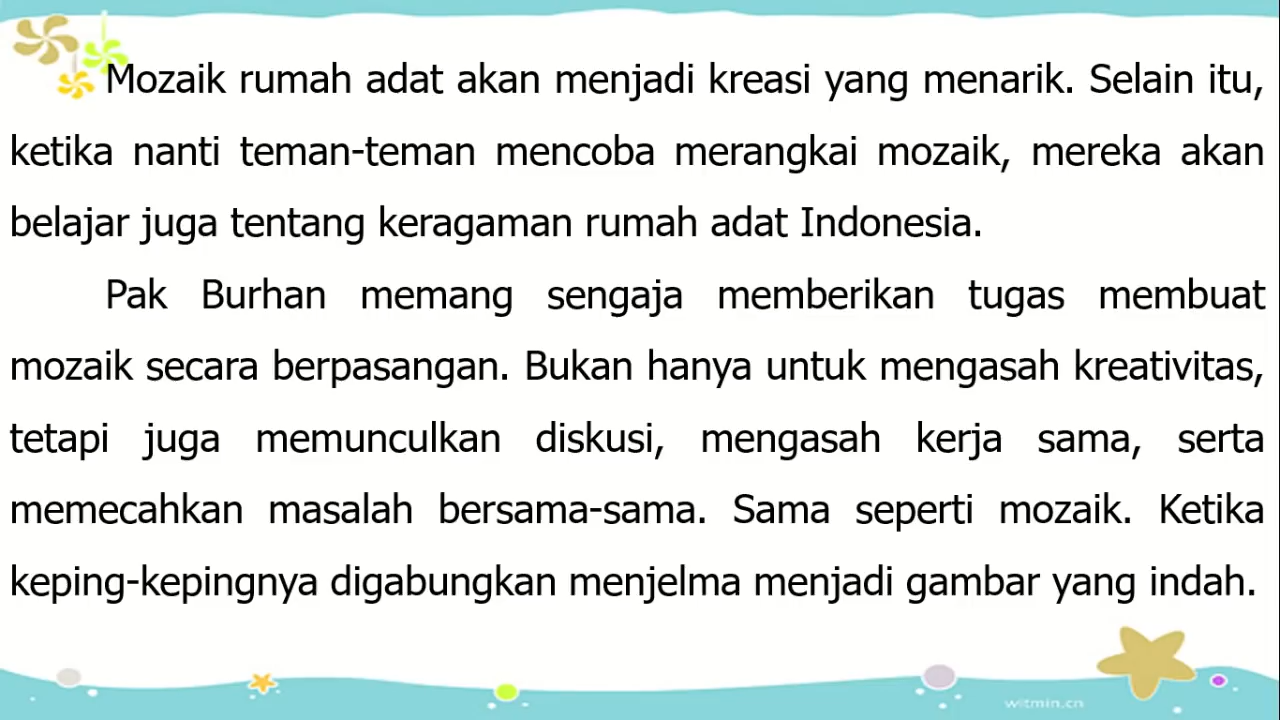 Mozaik rumah adat akan menjadi kreasi yang menarik. Selain itu,
ketika nanti teman-teman mencoba merangkai mozaik, mereka akan
belajar juga tentang keragaman rumah adat Indonesia.
Pak Burhan memang sengaja memberikan tugas membuat
mozaik secara berpasangan. Bukan hanya untuk mengasah kreativitas,
tetapi juga memunculkan diskusi, mengasah kerja sama, serta
memecahkan masalah bersama-sama. Sama seperti mozaik. Ketika
keping-kepingnya digabungkan menjelma menjadi gambar yang indah.
witmin.cn